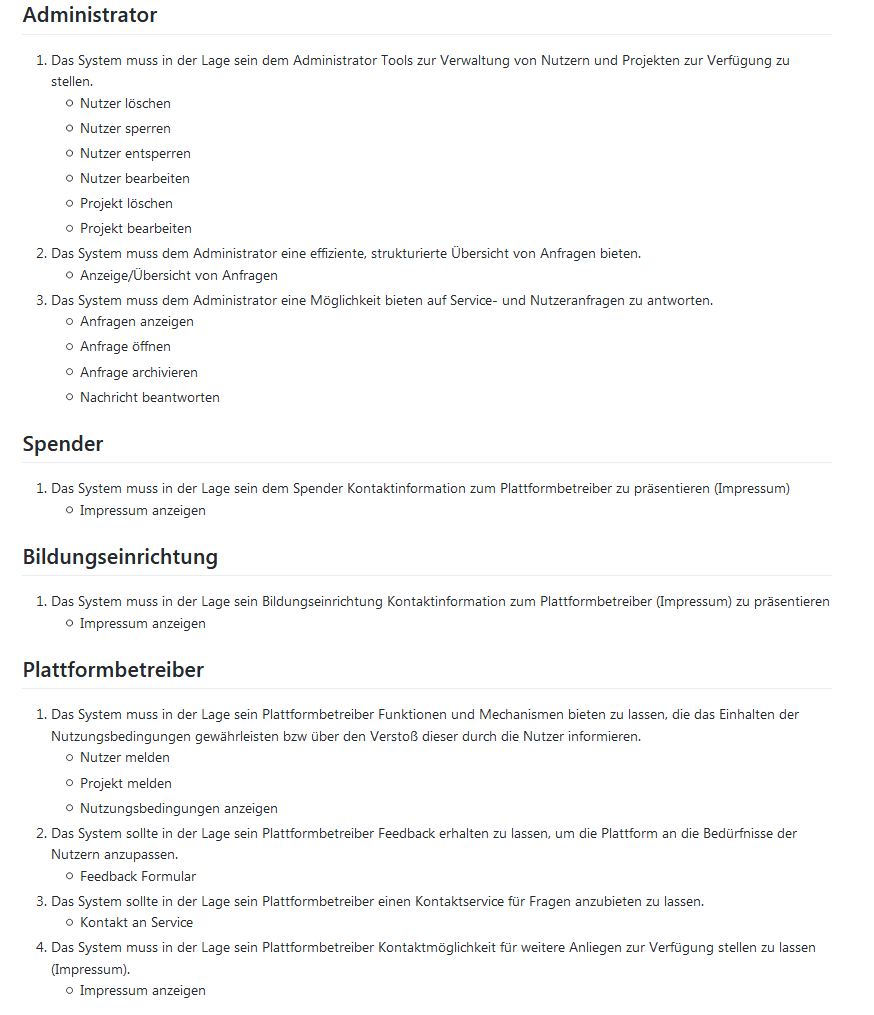 Administrator
1. Das System muss in der Lage sein dem Administrator Tools zur Verwaltung von Nutzern und Projekten zur Verfügung zu
stellen.
Nutzer löschen
Nutzer sperren
Nutzer entsperren
Nutzer bearbeiten
Projekt löschen
Projekt bearbeiten
2. Das System muss dem Administrator eine effiziente, strukturierte Übersicht von Anfragen bieten.
Anzeige/Übersicht von Anfragen
3. Das System muss dem Administrator eine Möglichkeit bieten auf Service- und Nutzeranfragen zu antworten.
Anfragen anzeigen
Anfrage öffnen
Anfrage archivieren
Nachricht beantworten
Spender
1. Das System muss in der Lage sein dem Spender Kontaktinformation zum Plattformbetreiber zu präsentieren (Impressum)
Impressum anzeigen
Bildungseinrichtung
1. Das System muss in der Lage sein Bildungseinrichtung Kontaktinformation zum Plattformbetreiber (Impressum) zu präsentieren
Impressum anzeigen
Plattformbetreiber
1. Das System muss in der Lage sein Plattformbetreiber Funktionen und Mechanismen bieten zu lassen, die das Einhalten der
Nutzungsbedingungen gewährleisten bzw über den Verstoß dieser durch die Nutzer informieren.
Nutzer melden
Projekt melden
Nutzungsbedingungen anzeigen
2. Das System sollte in der Lage sein Plattformbetreiber Feedback erhalten zu lassen, um die Plattform an die Bedürfnisse der
Nutzern anzupassen.
Feedback Formular
3. Das System sollte in der Lage sein Plattformbetreiber einen Kontaktservice für Fragen anzubieten zu lassen.
Kontakt an Service
4. Das System muss in der Lage sein Plattformbetreiber Kontaktmöglichkeit für weitere Anliegen zur Verfügung stellen zu lassen
(Impressum).
Impressum anzeigen